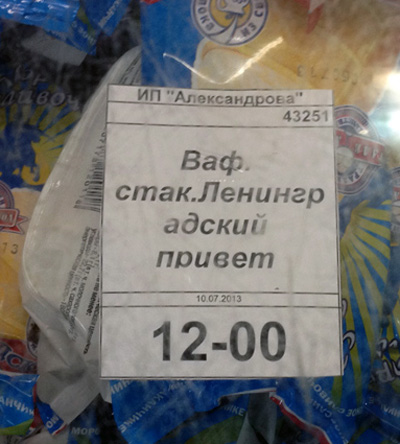 ИП "Александрова"
43251
Ваф.
стак.Ленингр
адский
привет
10.07.2013
12-00